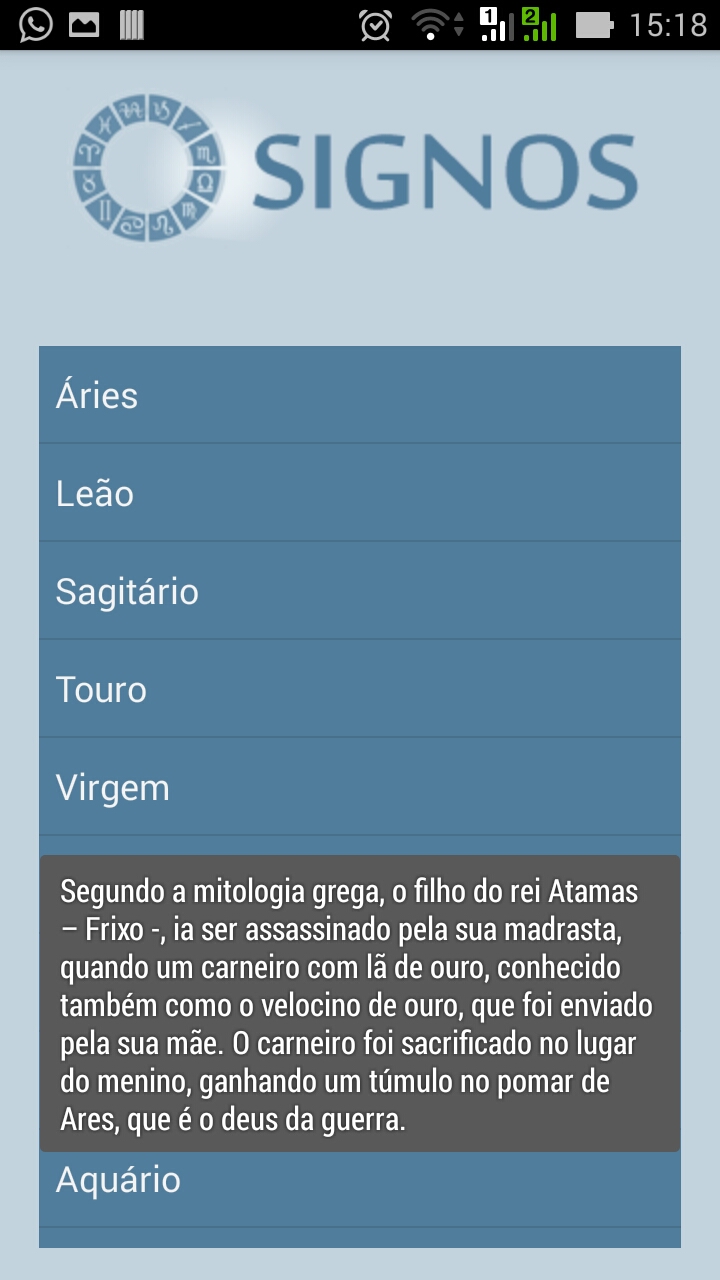 1 2 15:18
SIGNOS
Áries
Leão
Sagitário
Touro
Virgem
Segundo a mitologia grega, o filho do rei Atamas
– Frixo -, ia ser assassinado pela sua madrasta,
quando um carneiro com lã de ouro, conhecido
também como o velocino de ouro, que foi enviado
pela sua mãe. O carneiro foi sacrificado no lugar
do menino, ganhando um túmulo no pomar de
Ares, que é o deus da guerra.
Aquário